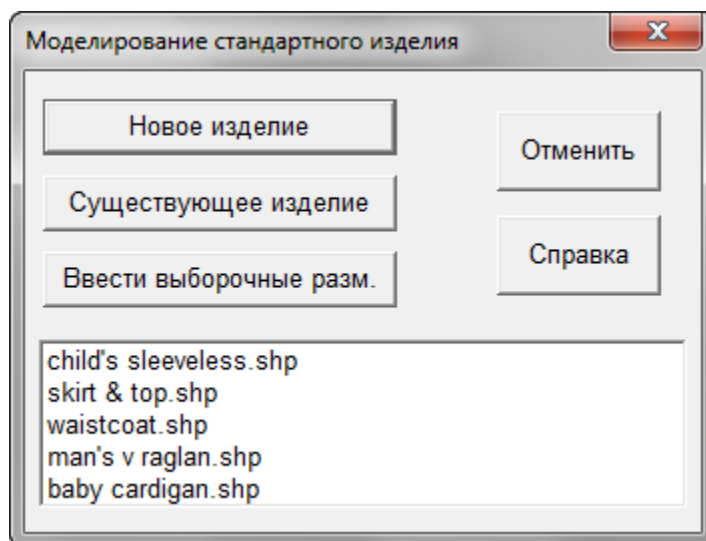 Моделирование стандартного изделия
Новое изделие
Существующее изделие
Ввести выборочные разм.
Отменить
Справка
child's sleeveless.shp
skirt & top.shp
waistcoat.shp
man's v raglan.shp
baby cardigan.shp